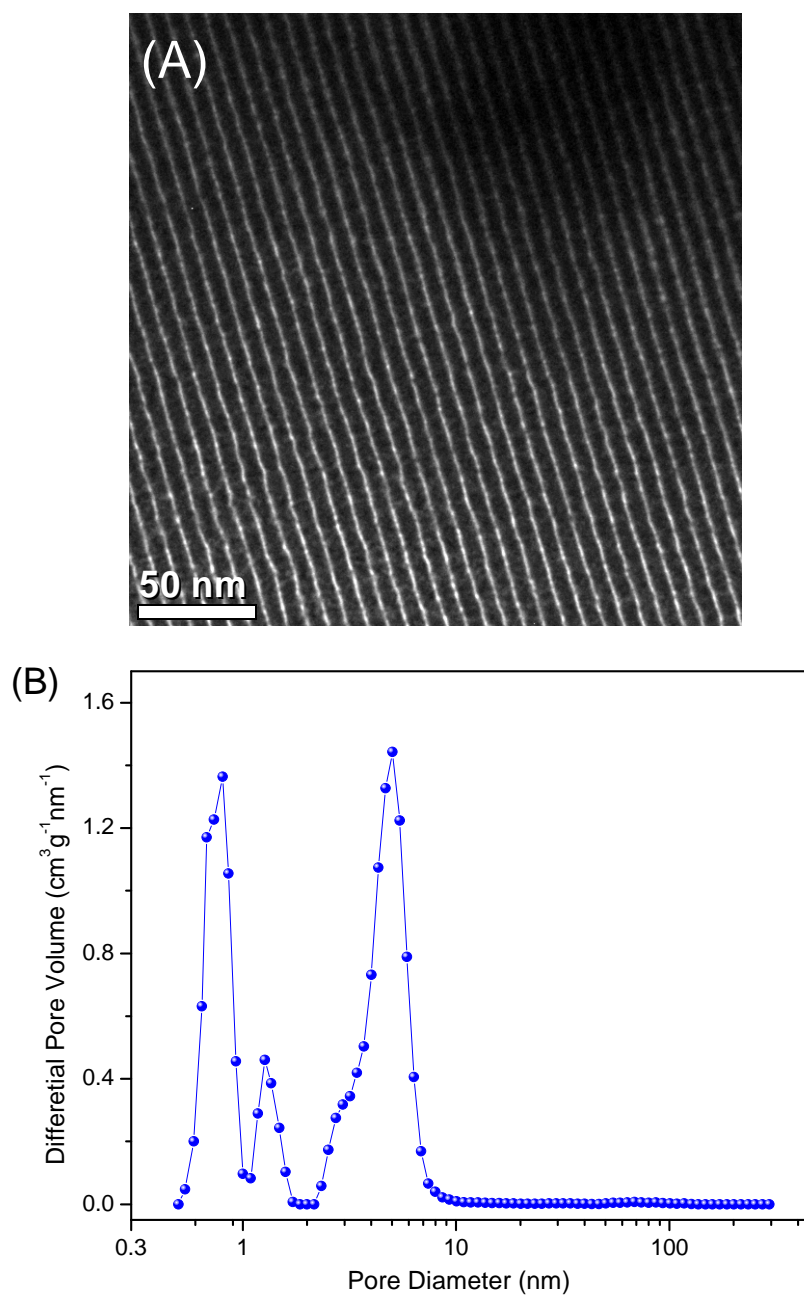 (A)
50 nm
(B)
1.6
1.2
0.8
0.4
0.0
Differetial Pore Volume (cm³g⁻¹nm⁻¹)
0.3 1 10 100
Pore Diameter (nm)